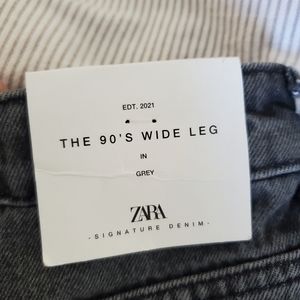 EDT. 2021
THE 90'S WIDE LEG
IN
GREY
ZARA
- SIGNATURE DENIM -